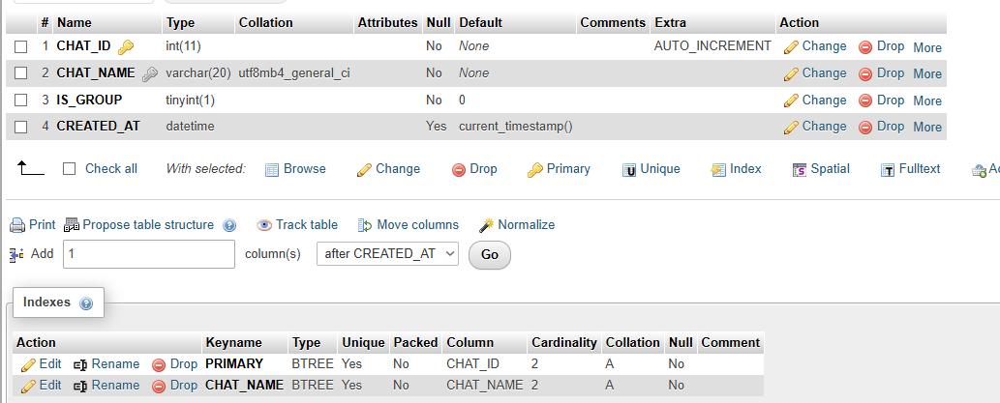 # Name Type Collation Attributes Null Default Comments Extra Action
1 CHAT_ID int(11) No None AUTO_INCREMENT Change Drop More
2 CHAT_NAME varchar(20) utf8mb4_general_ci No None Change Drop More
3 IS_GROUP tinyint(1) No 0 Change Drop More
4 CREATED_AT datetime Yes current_timestamp() Change Drop More
Check all With selected: Browse Change Drop Primary U Unique Index S Spatial T Fulltext
Print Propose table structure ? Track table Move columns Normalize
Add 1 column(s) after CREATED_AT Go
Indexes ?
Action Keyname Type Unique Packed Column Cardinality Collation Null Comment
Edit Rename Drop PRIMARY BTREE Yes No CHAT_ID 2 A No
Edit Rename Drop CHAT_NAME BTREE Yes No CHAT_NAME 2 A No